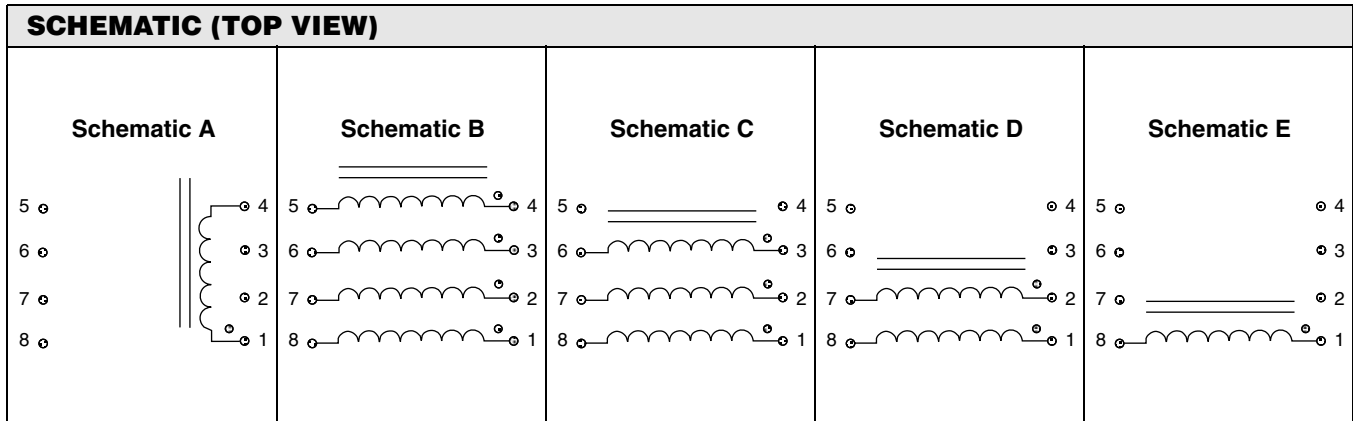 SCHEMATIC (TOP VIEW)
Schematic A Schematic B Schematic C Schematic D Schematic E
5 4 5 4 5 4 5 4 5 4
6 3 6 3 6 3 6 3 6 3
7 2 7 2 7 2 7 2 7 2
8 1 8 1 8 1 8 1 8 1